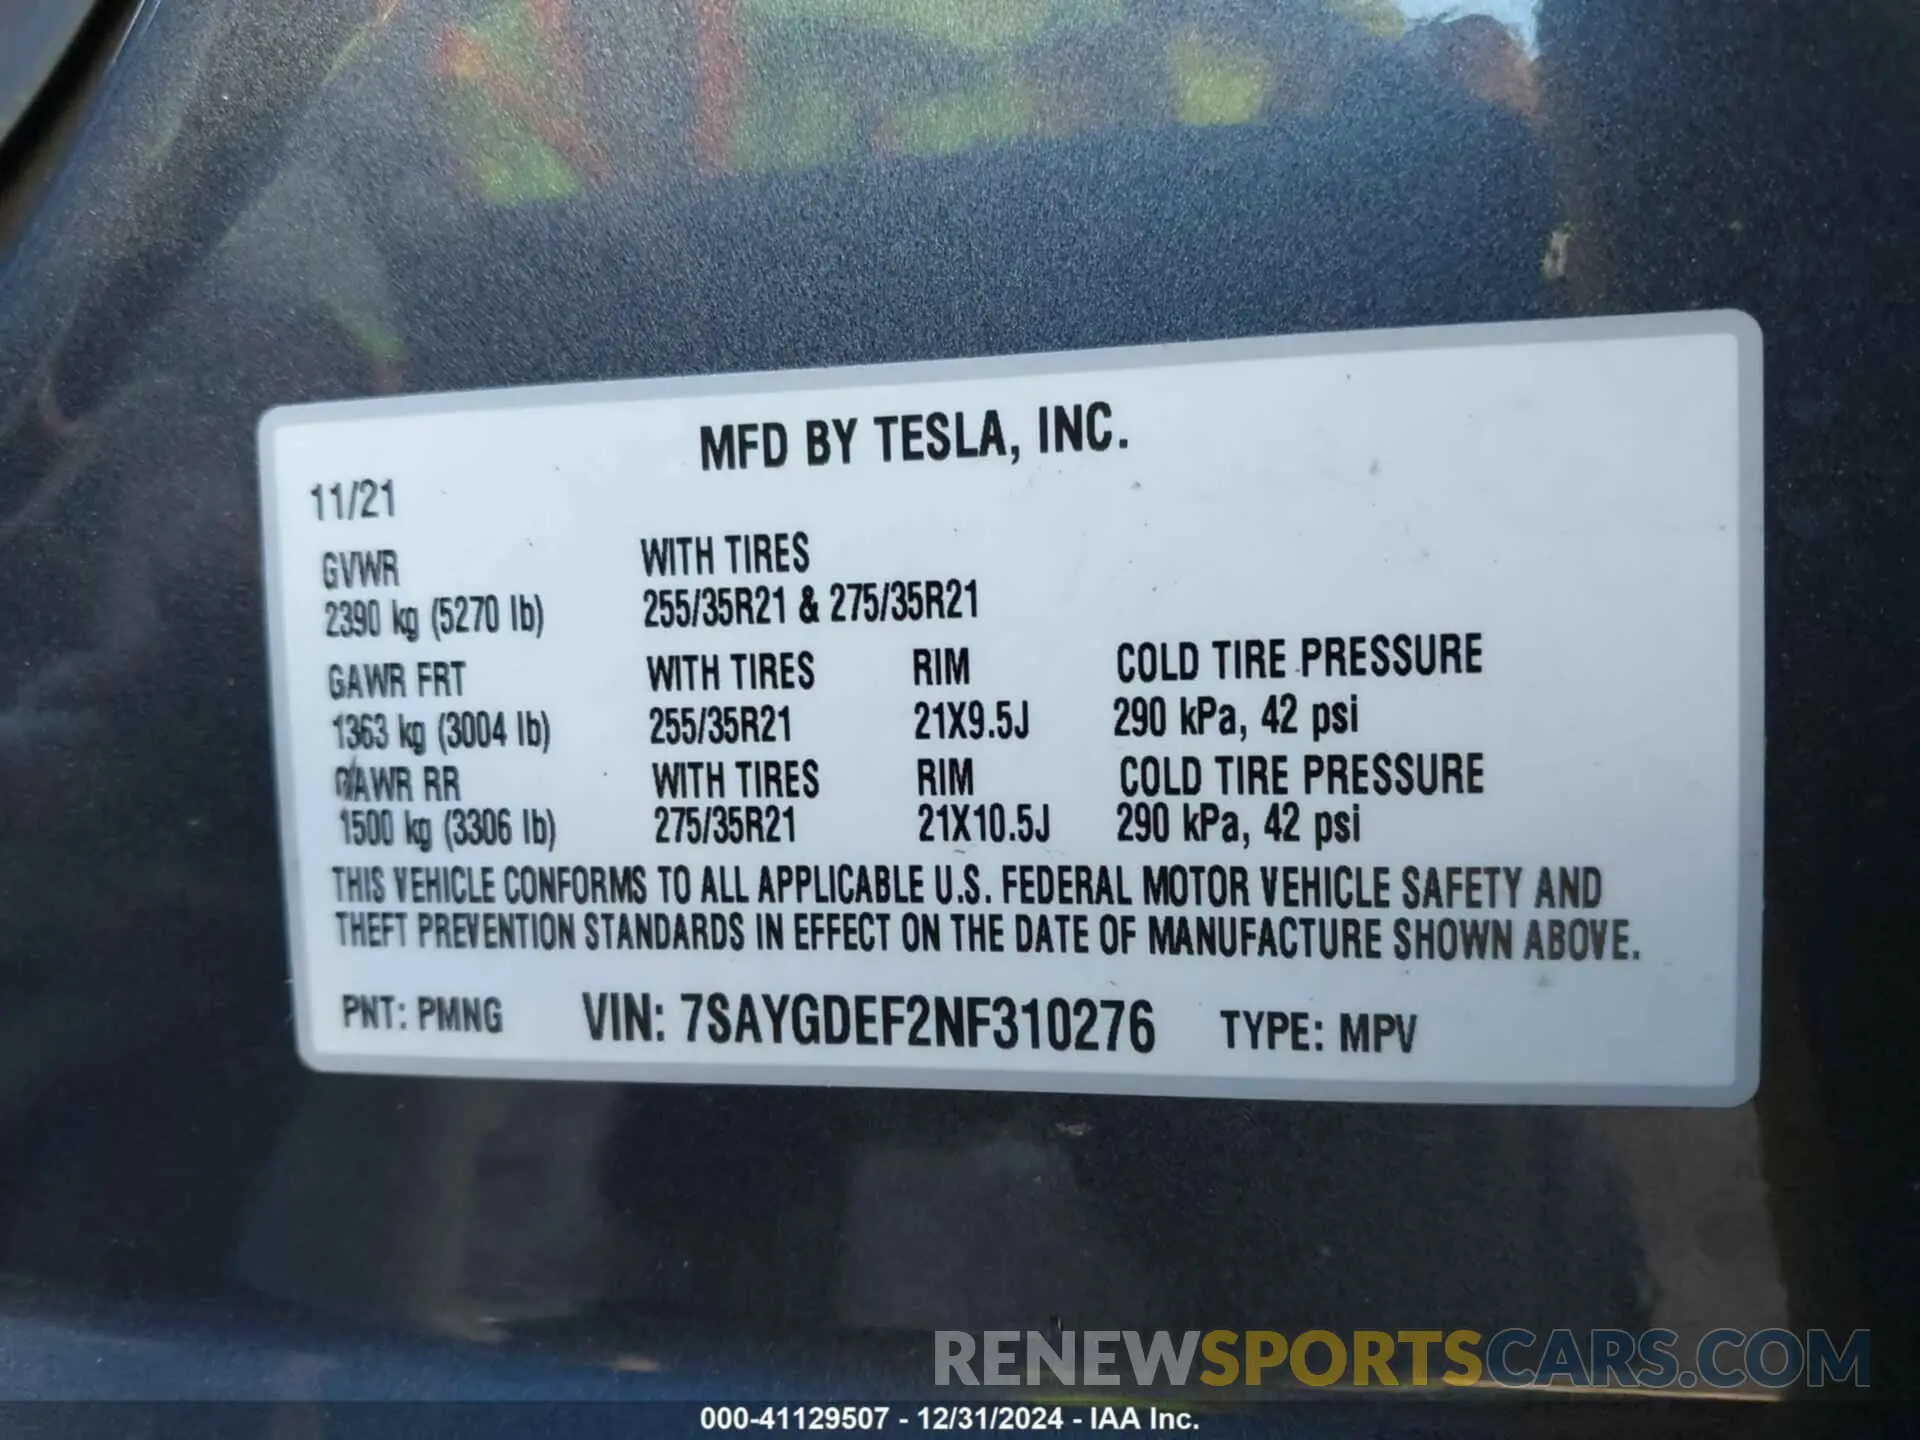 MFD BY TESLA, INC.
11/21
GVWR WITH TIRES
2390 kg (5270 lb) 255/35R21 & 275/35R21
GAWR FRT WITH TIRES RIM COLD TIRE PRESSURE
1363 kg (3004 lb) 255/35R21 21X9.5J 290 kPa, 42 psi
GAWR RR WITH TIRES RIM COLD TIRE PRESSURE
1500 kg (3306 lb) 275/35R21 21X10.5J 290 kPa, 42 psi
THIS VEHICLE CONFORMS TO ALL APPLICABLE U.S. FEDERAL MOTOR VEHICLE SAFETY AND
THEFT PREVENTION STANDARDS IN EFFECT ON THE DATE OF MANUFACTURE SHOWN ABOVE.
PNT: PMNG VIN: 7SAYGDEF2NF310276 TYPE: MPV
RENEWSPORTSCARS.COM
000-41129507 - 12/31/2024 - IAA Inc.